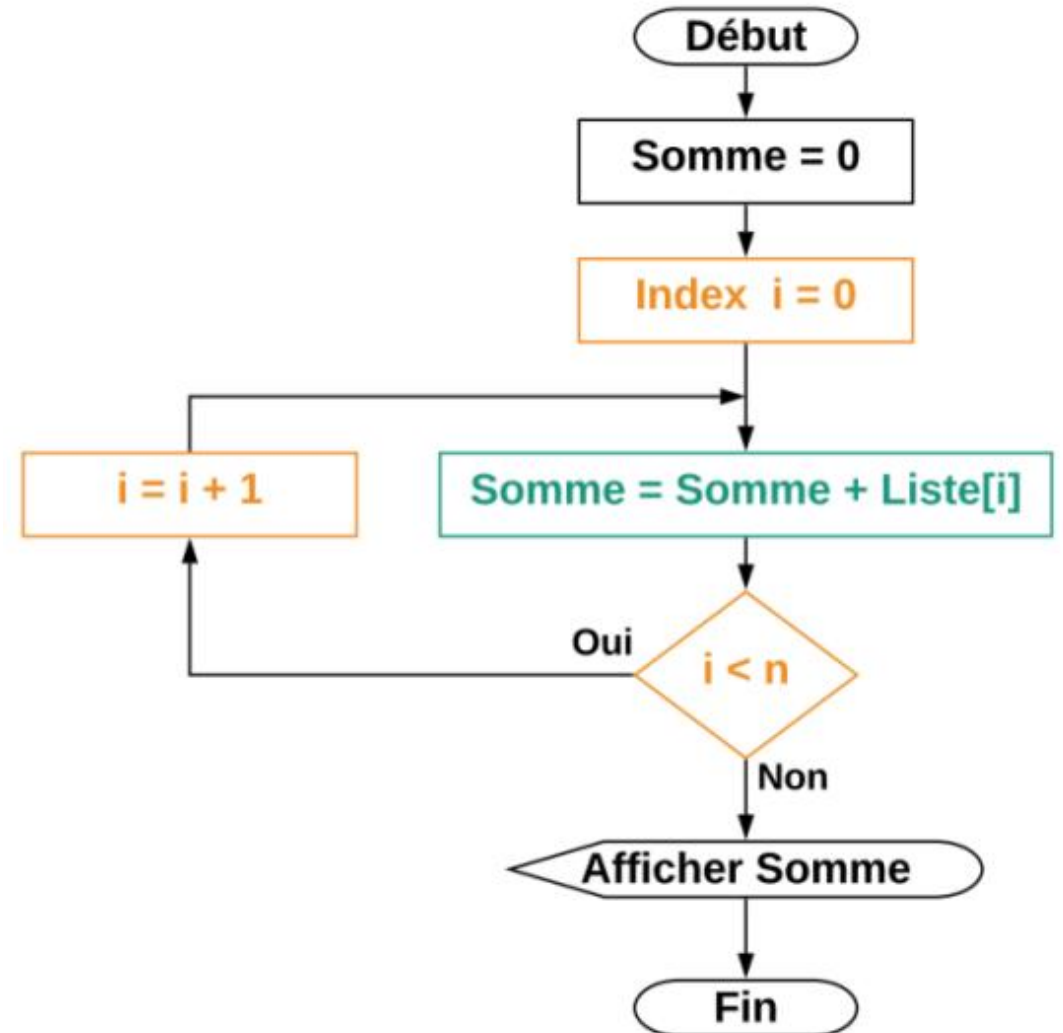 Début
Somme = 0
Index i = 0
i = i + 1
Somme = Somme + Liste[i]
Oui
i < n
Non
Afficher Somme
Fin